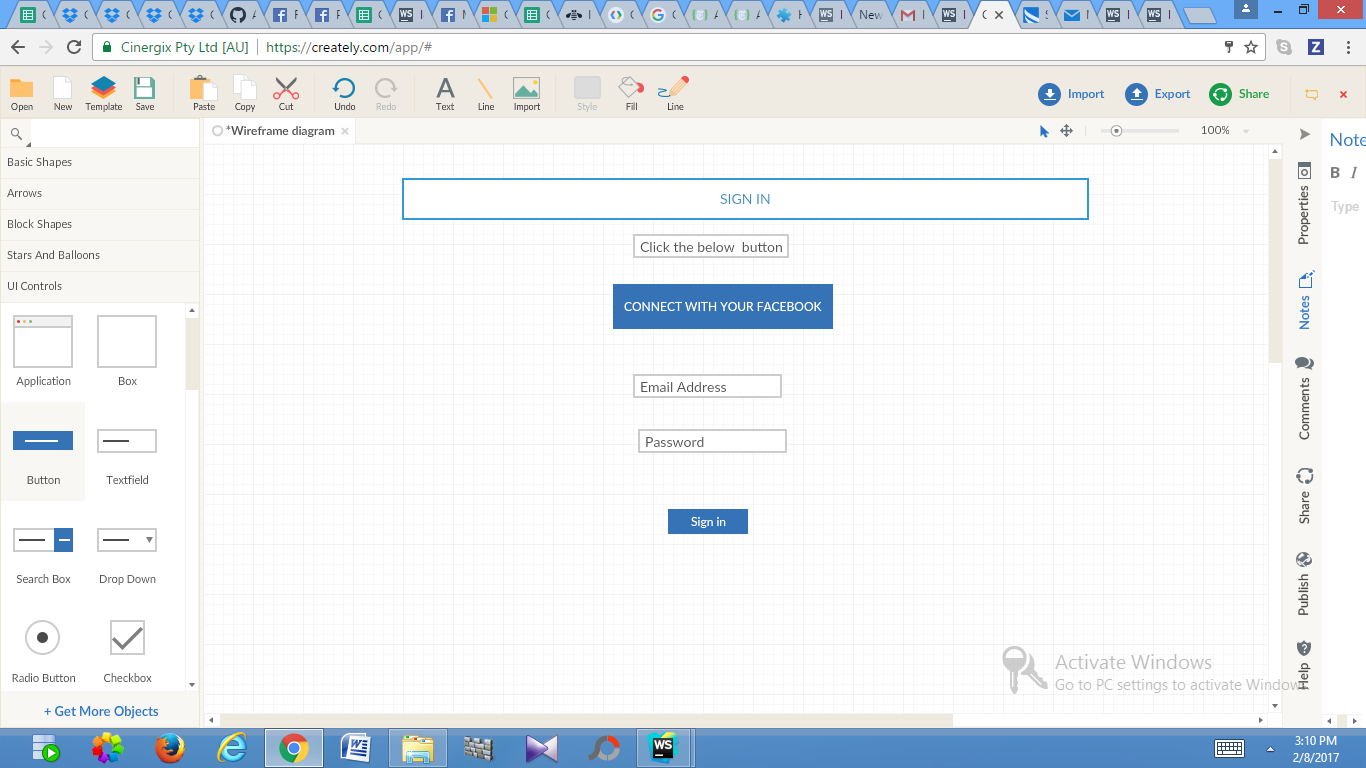 Cinergix Pty Ltd [AU] https://creately.com/app/#
Open New Template Save Paste Copy Cut Undo Redo Text Line Import Style Fill Line Import Export Share
*Wireframe diagram
100%
Basic Shapes
Arrows
Block Shapes
Stars And Balloons
UI Controls
Application Box
Button Textfield
Search Box Drop Down
Radio Button Checkbox
+ Get More Objects
SIGN IN
Click the below button
CONNECT WITH YOUR FACEBOOK
Email Address
Password
Sign in
Properties
Notes
Comments
Share
Publish
Help
Note
B I
Type
Activate Windows
Go to PC settings to activate Windows.
3:10 PM
2/8/2017